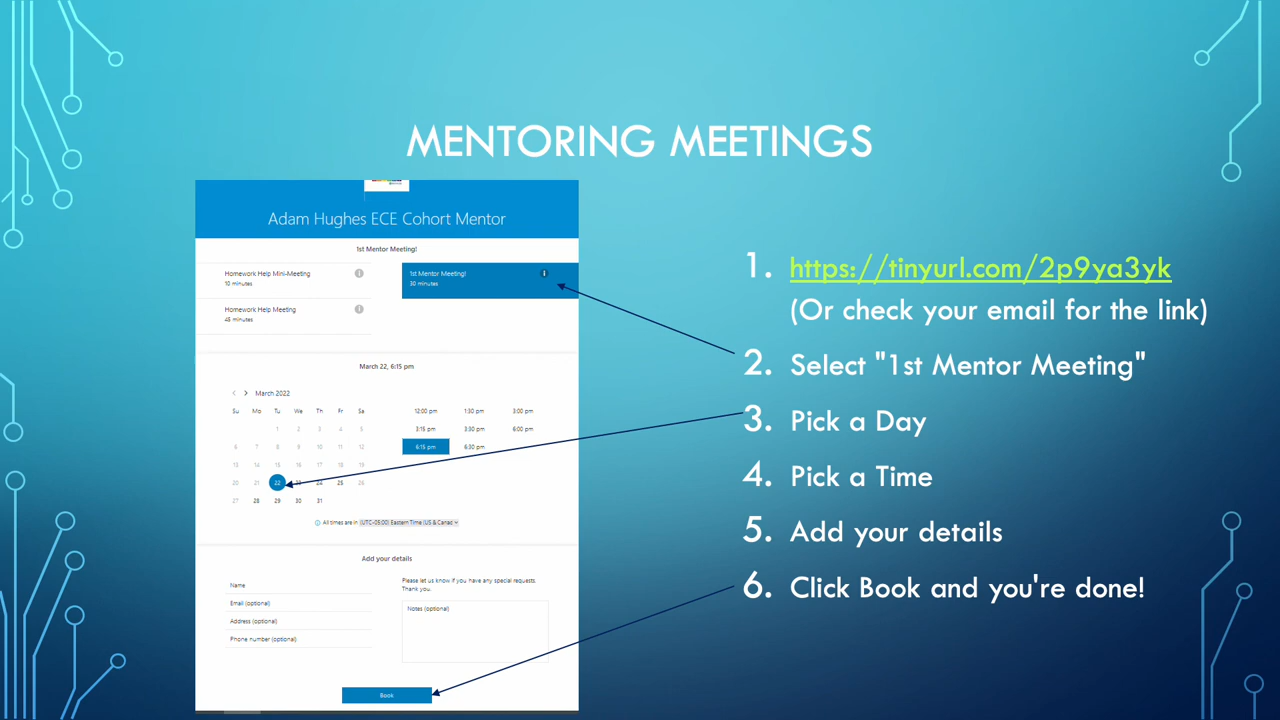 MENTORING MEETINGS
Adam Hughes ECE Cohort Mentor
1st Mentor Meeting!
Homework Help Mini-Meeting
10 minutes
1st Mentor Meeting!
30 minutes
Homework Help Meeting
45 minutes
March 22, 6:15 pm
March 2022
Su Mo Tu We Th Fr Sa
1 2 3 4 5
6 7 8 9 10 11 12
13 14 15 16 17 18 19
20 21 22 23 24 25 26
27 28 29 30 31
12:00 pm 1:30 pm 3:00 pm
3:15 pm 3:30 pm 6:00 pm
6:15 pm 6:30 pm
All times are in (UTC-05:00) Eastern Time (US & Canad
Add your details
Name
Email (optional)
Address (optional)
Phone number (optional)
Please let us know if you have any special requests.
Thank you.
Notes (optional)
Book
1. https://tinyurl.com/2p9ya3yk
(Or check your email for the link)
2. Select "1st Mentor Meeting"
3. Pick a Day
4. Pick a Time
5. Add your details
6. Click Book and you're done!